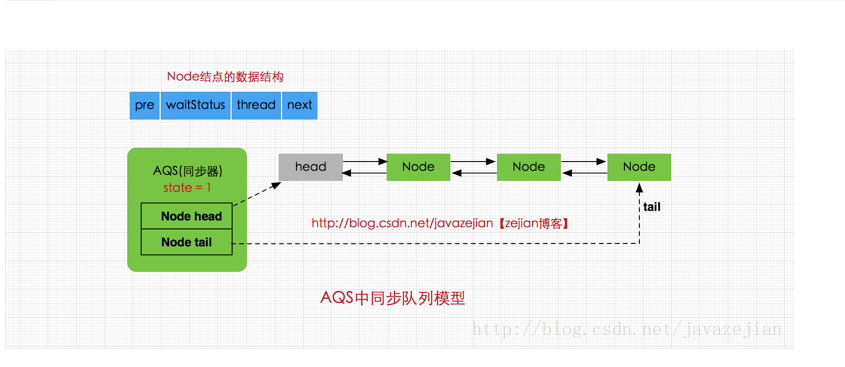 Node结点的数据结构
pre waitStatus thread next
AQS(同步器)
state = 1
Node head
Node tail
head Node Node Node
tail
http://blog.csdn.net/javazejian【zejian博客】
AQS中同步队列模型
http://blog.csdn.net/javazejian